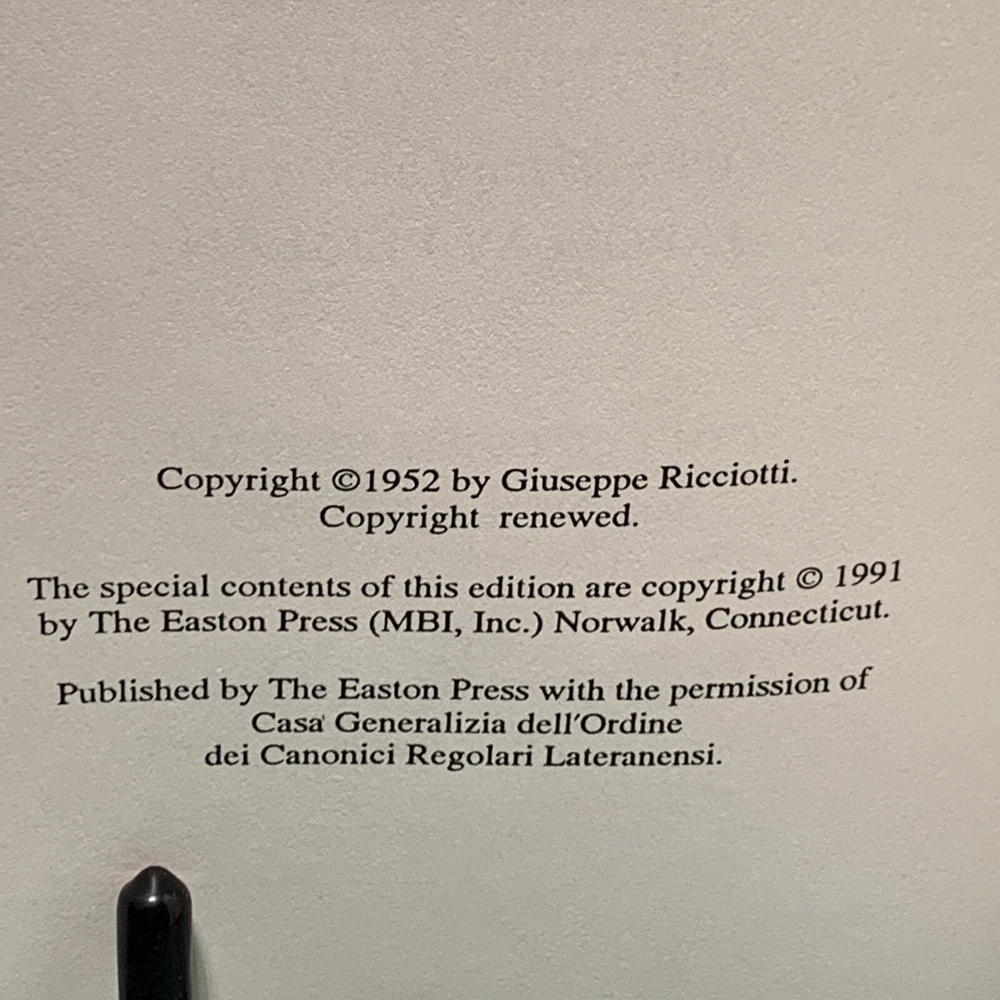 Copyright ©1952 by Giuseppe Ricciotti.
Copyright renewed.
The special contents of this edition are copyright © 1991
by The Easton Press (MBI, Inc.) Norwalk, Connecticut.
Published by The Easton Press with the permission of
Casa Generalizia dell'Ordine
dei Canonici Regolari Lateranensi.